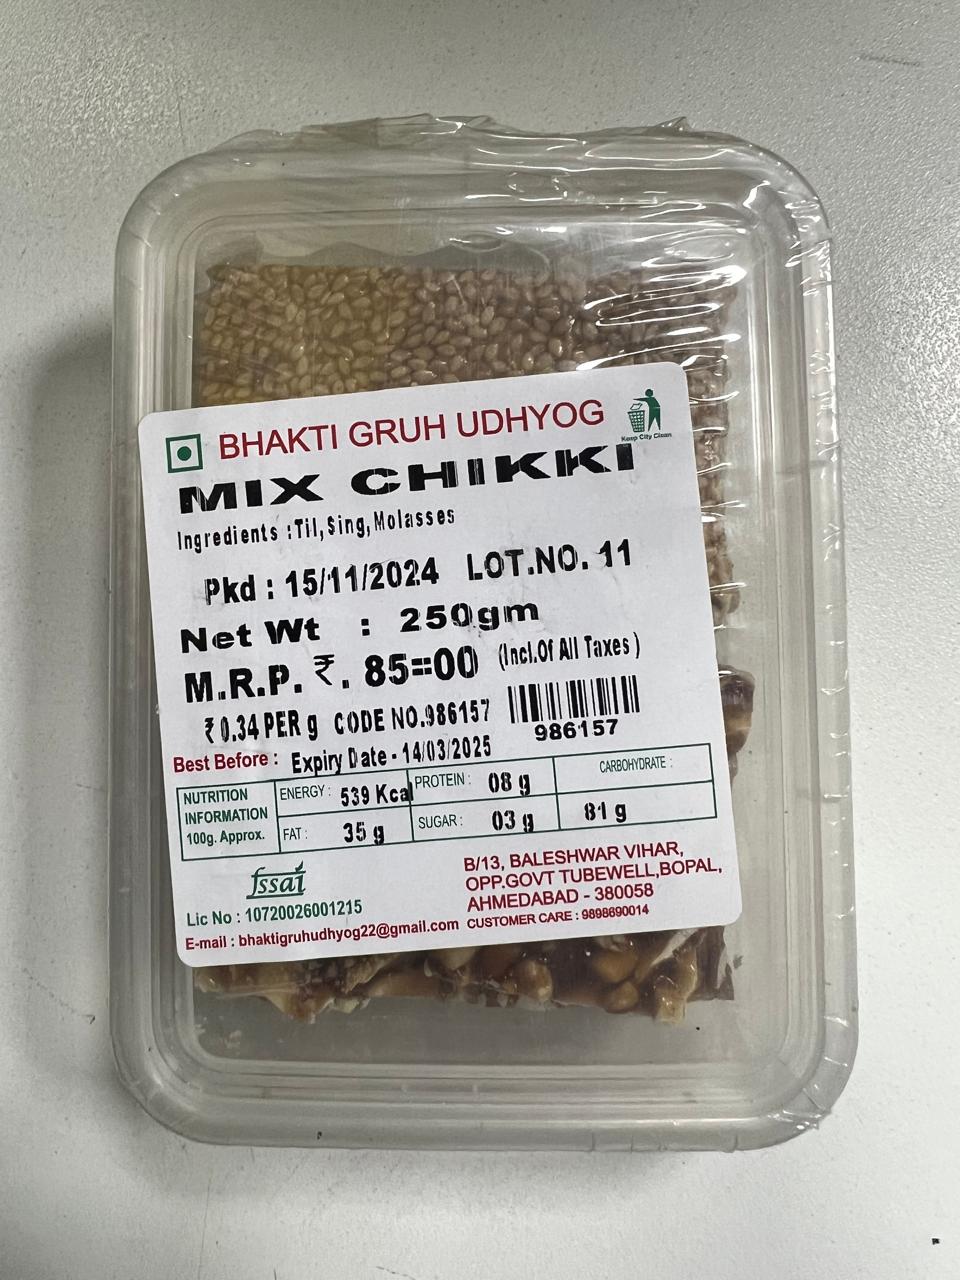 BHAKTI GRUH UDHYOG
Keep City Clean
MIX CHIKKI
Ingredients :Til,Sing,Molasses
Pkd : 15/11/2024 LOT.NO. 11
Net Wt : 250gm
M.R.P. ₹. 85=00 (Incl.Of All Taxes)
₹ 0.34 PER g CODE NO.986157
986157
Best Before : Expiry Date - 14/03/2025
NUTRITION INFORMATION 100g. Approx.
ENERGY : 539 Kcal PROTEIN : 08 g CARBOHYDRATE :
FAT : 35 g SUGAR : 03 g 81 g
fssai
Lic No : 10720026001215
E-mail : bhaktigruhudhyog22@gmail.com
B/13, BALESHWAR VIHAR,
OPP.GOVT TUBEWELL,BOPAL,
AHMEDABAD - 380058
CUSTOMER CARE : 9898690014